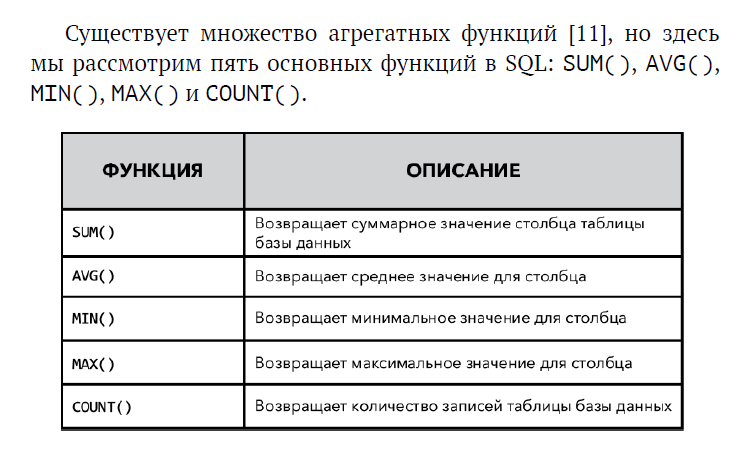 Существует множество агрегатных функций [11], но здесь
мы рассмотрим пять основных функций в SQL: SUM(), AVG(),
MIN(), MAX() и COUNT().
ФУНКЦИЯ ОПИСАНИЕ
SUM() Возвращает суммарное значение столбца таблицы
базы данных
AVG() Возвращает среднее значение для столбца
MIN() Возвращает минимальное значение для столбца
MAX() Возвращает максимальное значение для столбца
COUNT() Возвращает количество записей таблицы базы данных